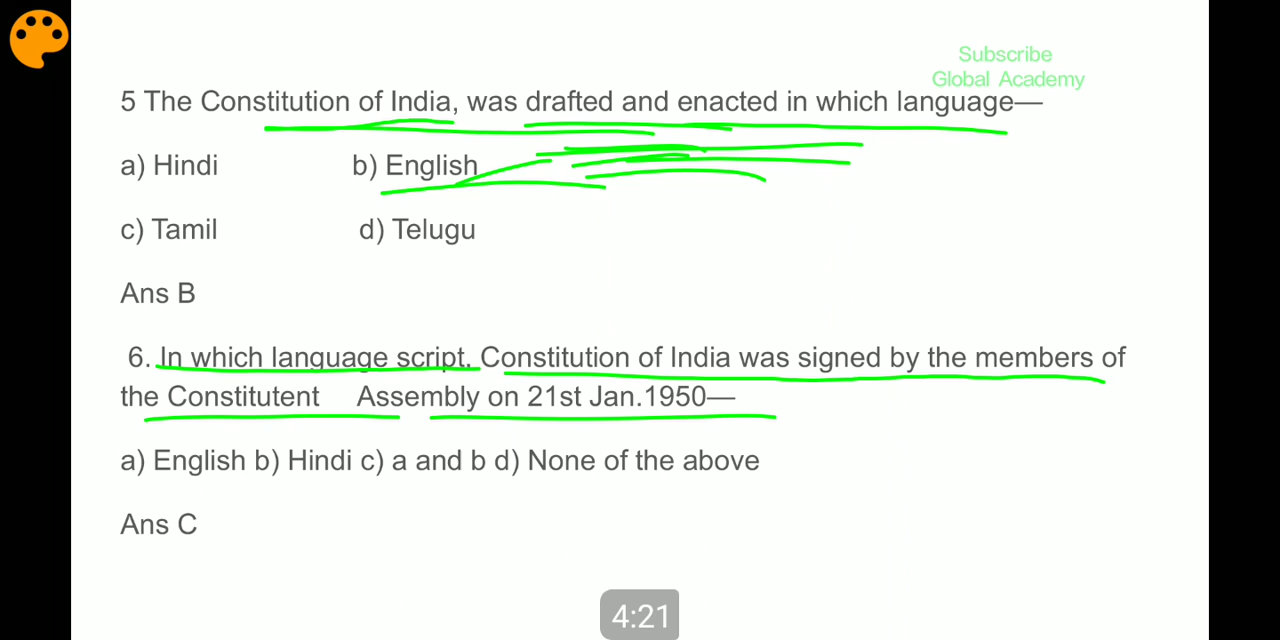 Subscribe
Global Academy
5 The Constitution of India, was drafted and enacted in which language—
a) Hindi b) English
c) Tamil d) Telugu
Ans B
6. In which language script. Constitution of India was signed by the members of
the Constitutent Assembly on 21st Jan.1950—
a) English b) Hindi c) a and b d) None of the above
Ans C
4:21